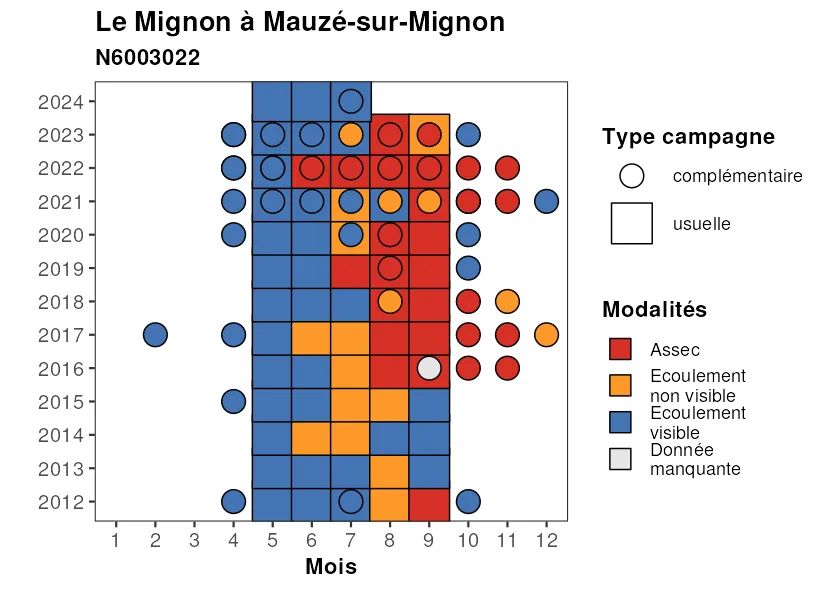 Le Mignon à Mauzé-sur-Mignon
N6003022
2024
2023
2022
2021
2020
2019
2018
2017
2016
2015
2014
2013
2012
1 2 3 4 5 6 7 8 9 10 11 12
Mois
Type campagne
complémentaire
usuelle
Modalités
Assec
Ecoulement
non visible
Ecoulement
visible
Donnée
manquante